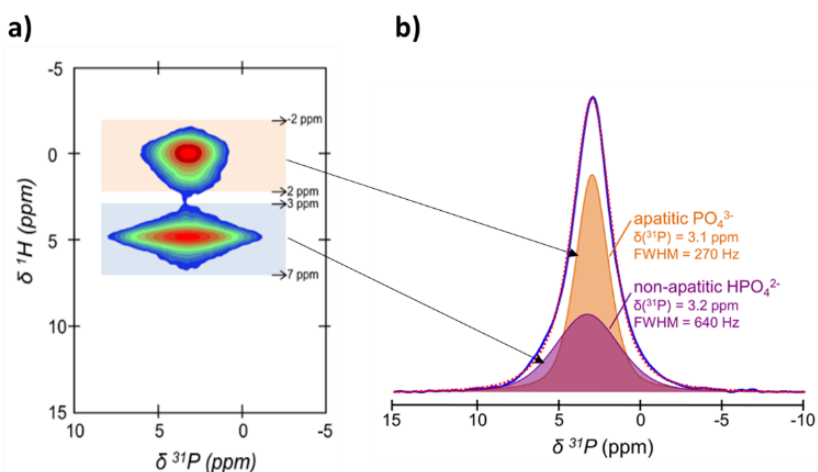 a)
b)
-5
0
5
10
15
δ ¹H (ppm)
10
5
0
-5
δ ³¹P (ppm)
-2 ppm
2 ppm
3 ppm
7 ppm
apatitic PO₄³⁻
δ(³¹P) = 3.1 ppm
FWHM = 270 Hz
non-apatitic HPO₄²⁻
δ(³¹P) = 3.2 ppm
FWHM = 640 Hz
15
10
5
0
-5
-10
δ ³¹P (ppm)